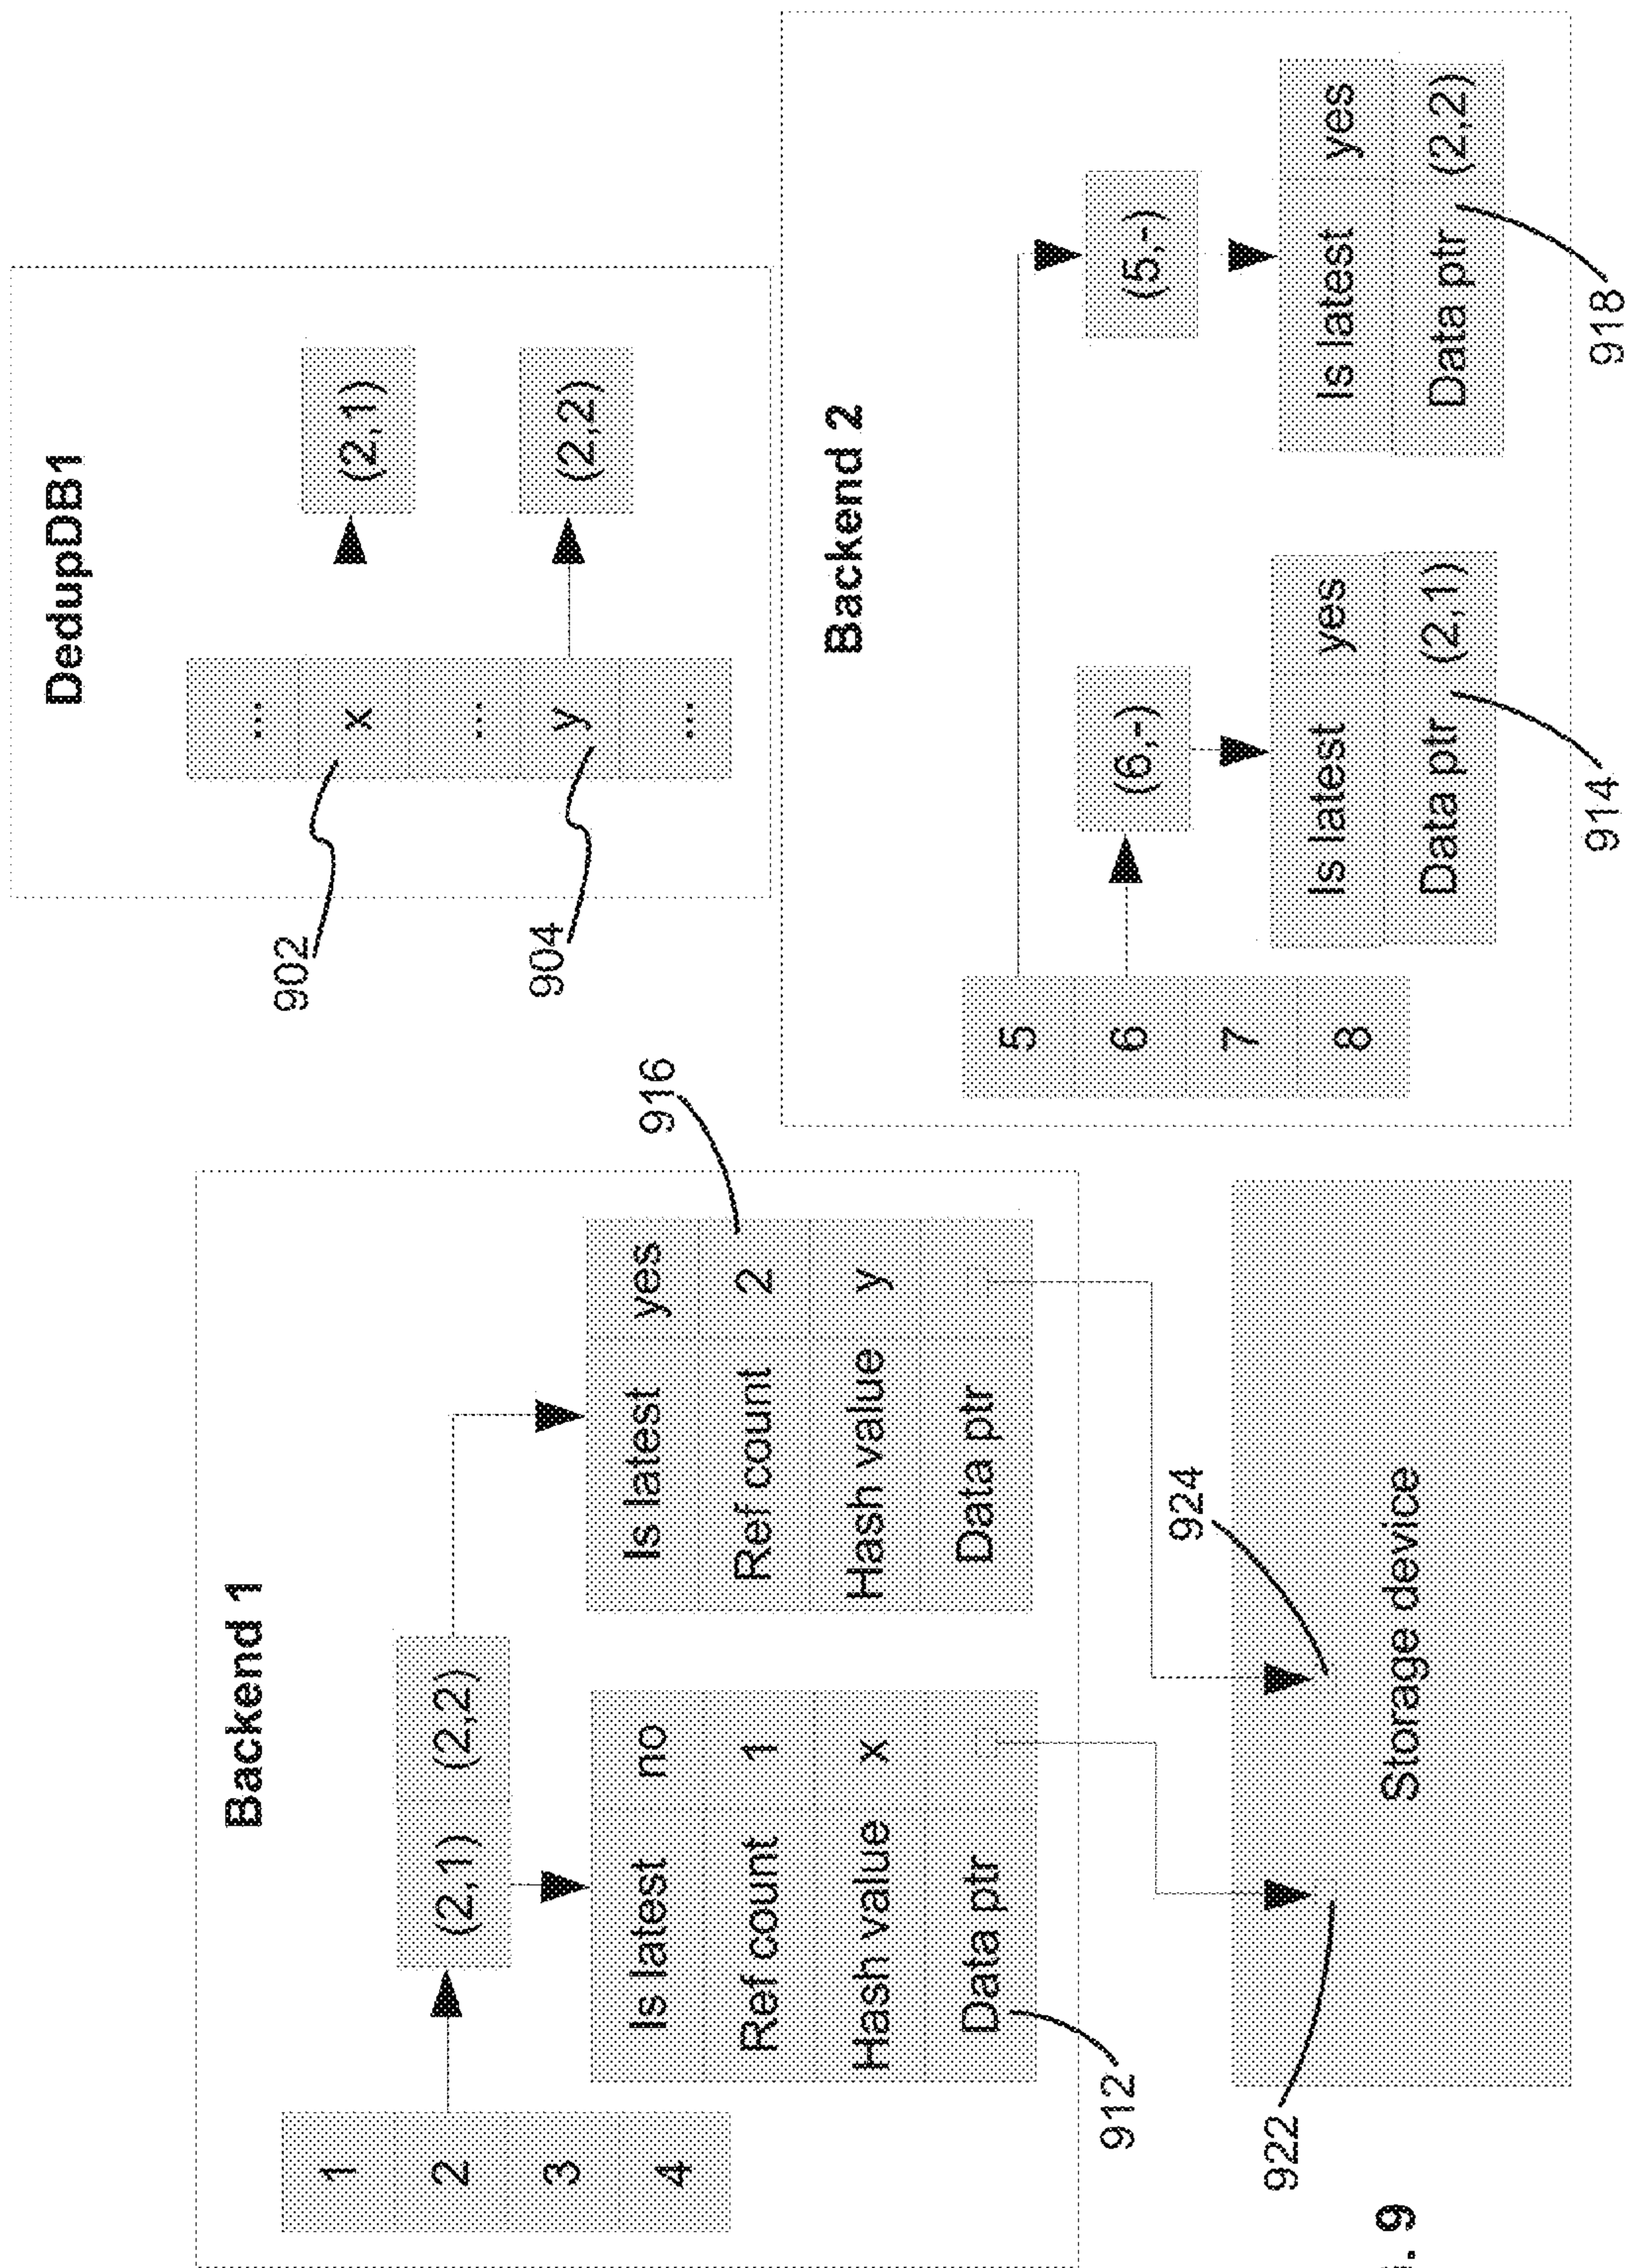 Backend 1
1
2
3
4
(2,1) (2,2)
Is latest no
Ref count 1
Hash value x
Data ptr
912
Is latest yes
Ref count 2
Hash value y
Data ptr
916
922
924
Storage device
DedupDB1
...
x
...
y
...
(2,1)
(2,2)
902
904
Backend 2
5
6
7
8
(6,-)
Is latest yes
Data ptr (2,1)
914
(5,-)
Is latest yes
Data ptr (2,2)
918
.9